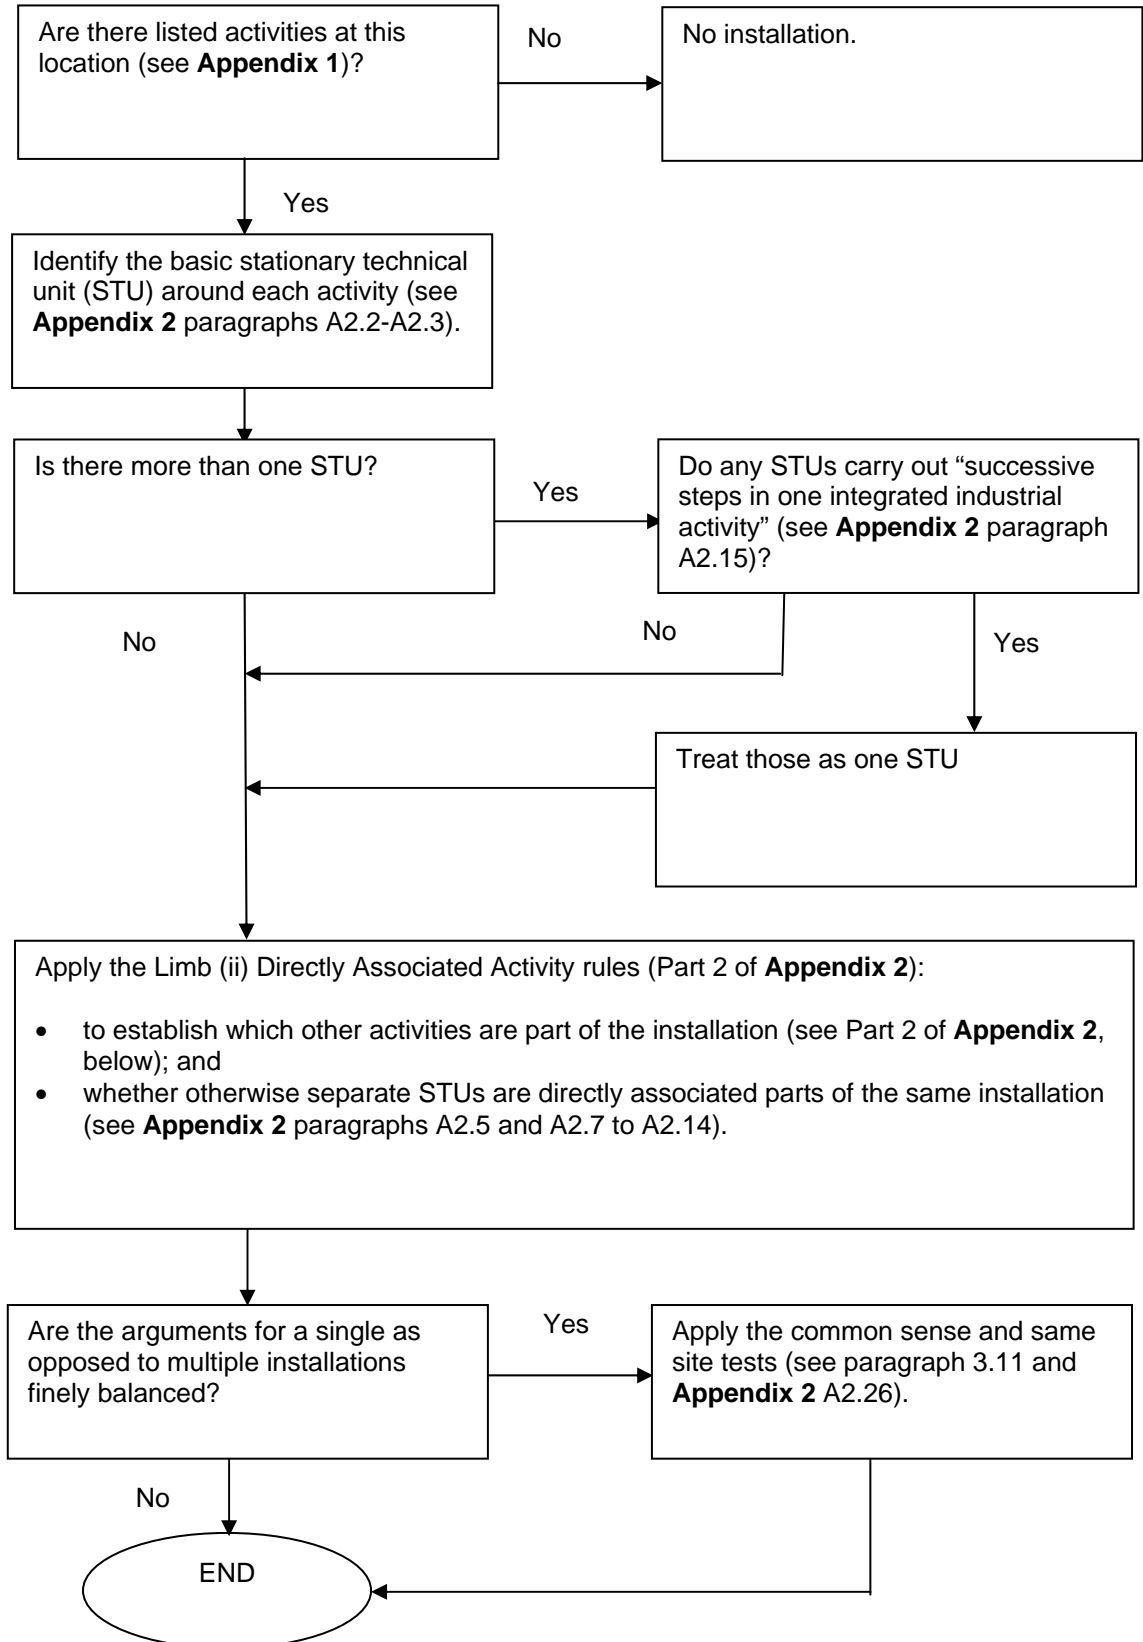 Are there listed activities at this
location (see Appendix 1)?
No
No installation.
Yes
Identify the basic stationary technical
unit (STU) around each activity (see
Appendix 2 paragraphs A2.2-A2.3).
Is there more than one STU?
Yes
Do any STUs carry out “successive
steps in one integrated industrial
activity” (see Appendix 2 paragraph
A2.15)?
No
No
Yes
Treat those as one STU
Apply the Limb (ii) Directly Associated Activity rules (Part 2 of Appendix 2):
• to establish which other activities are part of the installation (see Part 2 of Appendix 2,
below); and
• whether otherwise separate STUs are directly associated parts of the same installation
(see Appendix 2 paragraphs A2.5 and A2.7 to A2.14).
Are the arguments for a single as
opposed to multiple installations
finely balanced?
Yes
Apply the common sense and same
site tests (see paragraph 3.11 and
Appendix 2 A2.26).
No
END